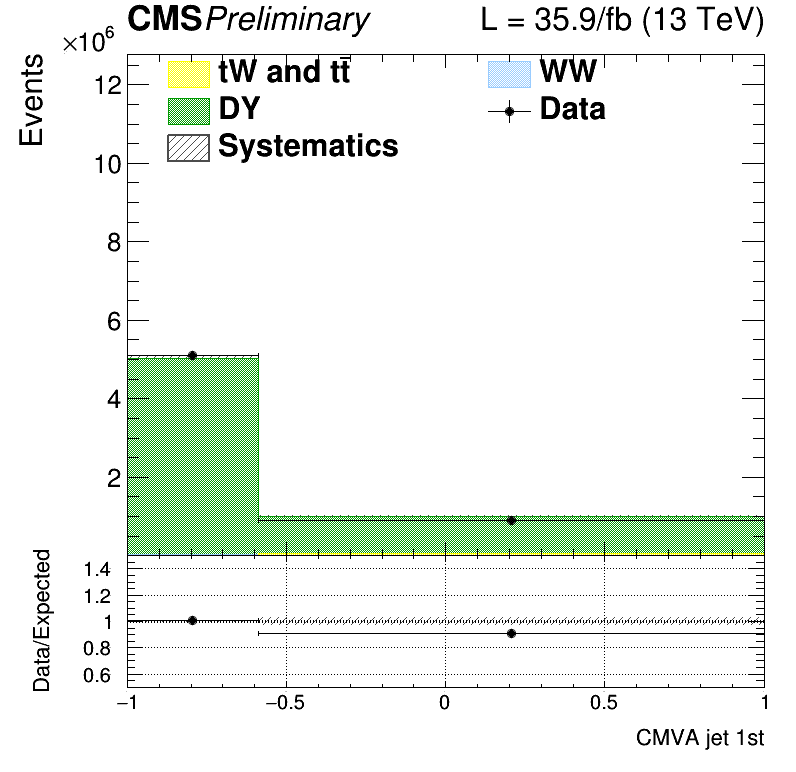 CMS Preliminary L = 35.9/fb (13 TeV)
×10⁶
Events
tW and tt̄ WW
DY Data
Systematics
12
10
8
6
4
2
Data/Expected
1.4
1.2
1
0.8
0.6
−1 −0.5 0 0.5 1
CMVA jet 1st